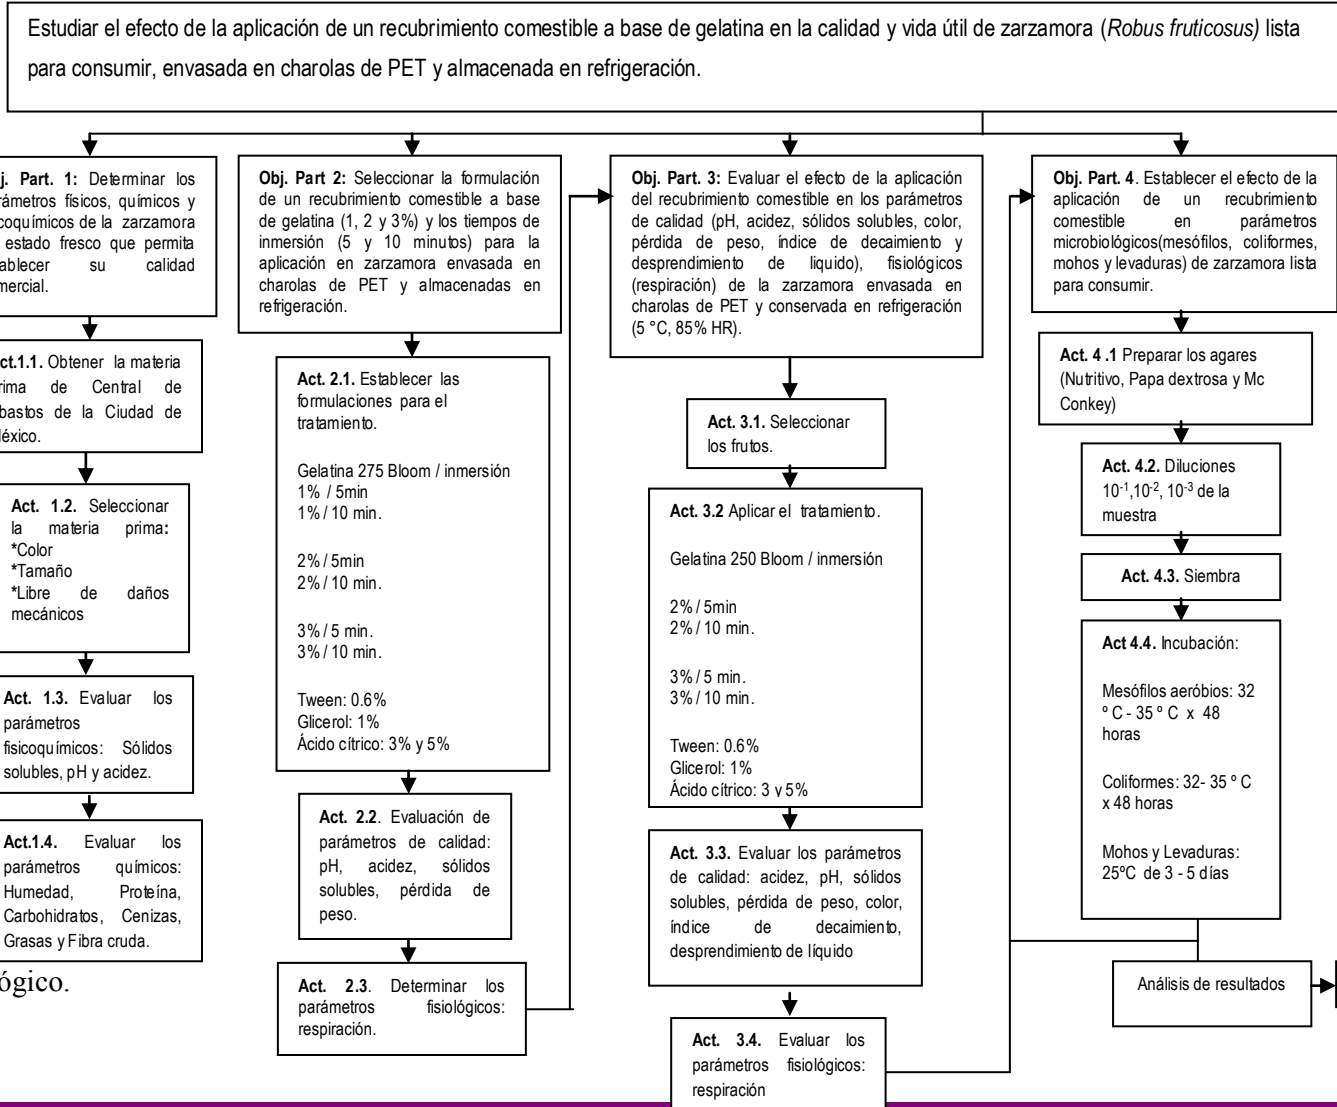 Estudiar el efecto de la aplicación de un recubrimiento comestible a base de gelatina en la calidad y vida útil de zarzamora (Robus fruticosus) lista
para consumir, envasada en charolas de PET y almacenada en refrigeración.
j. Part. 1: Determinar los
rámetros físicos, químicos y
icoquímicos de la zarzamora
estado fresco que permita
ablecer su calidad
mercial.
ct.1.1. Obtener la materia
rima de Central de
bastos de la Ciudad de
éxico.
Act. 1.2. Seleccionar
la materia prima:
*Color
*Tamaño
*Libre de daños
mecánicos
Act. 1.3. Evaluar los
parámetros
fisicoquímicos: Sólidos
solubles, pH y acidez.
Act.1.4. Evaluar los
parámetros químicos:
Humedad, Proteína,
Carbohidratos, Cenizas,
Grasas y Fibra cruda.
ógico.
Obj. Part 2: Seleccionar la formulación
de un recubrimiento comestible a base
de gelatina (1, 2 y 3%) y los tiempos de
inmersión (5 y 10 minutos) para la
aplicación en zarzamora envasada en
charolas de PET y almacenadas en
refrigeración.
Act. 2.1. Establecer las
formulaciones para el
tratamiento.
Gelatina 275 Bloom / inmersión
1% / 5min
1% / 10 min.
2% / 5min
2% / 10 min.
3% / 5 min.
3% / 10 min.
Tween: 0.6%
Glicerol: 1%
Ácido cítrico: 3% y 5%
Act. 2.2. Evaluación de
parámetros de calidad:
pH, acidez, sólidos
solubles, pérdida de
peso.
Act. 2.3. Determinar los
parámetros fisiológicos:
respiración.
Obj. Part. 3: Evaluar el efecto de la aplicación
del recubrimiento comestible en los parámetros
de calidad (pH, acidez, sólidos solubles, color,
pérdida de peso, índice de decaimiento y
desprendimiento de liquido), fisiológicos
(respiración) de la zarzamora envasada en
charolas de PET y conservada en refrigeración
(5 °C, 85% HR).
Act. 3.1. Seleccionar
los frutos.
Act. 3.2 Aplicar el tratamiento.
Gelatina 250 Bloom / inmersión
2% / 5min
2% / 10 min.
3% / 5 min.
3% / 10 min.
Tween: 0.6%
Glicerol: 1%
Ácido cítrico: 3 y 5%
Act. 3.3. Evaluar los parámetros
de calidad: acidez, pH, sólidos
solubles, pérdida de peso, color,
índice de decaimiento,
desprendimiento de líquido
Act. 3.4. Evaluar los
parámetros fisiológicos:
respiración
Obj. Part. 4. Establecer el efecto de la
aplicación de un recubrimiento
comestible en parámetros
microbiológicos(mesófilos, coliformes,
mohos y levaduras) de zarzamora lista
para consumir.
Act. 4 .1 Preparar los agares
(Nutritivo, Papa dextrosa y Mc
Conkey)
Act. 4.2. Diluciones
10⁻¹,10⁻², 10⁻³ de la
muestra
Act. 4.3. Siembra
Act 4.4. Incubación:
Mesófilos aeróbios: 32
º C - 35 º C x 48
horas
Coliformes: 32- 35 º C
x 48 horas
Mohos y Levaduras:
25ºC de 3 - 5 días
Análisis de resultados